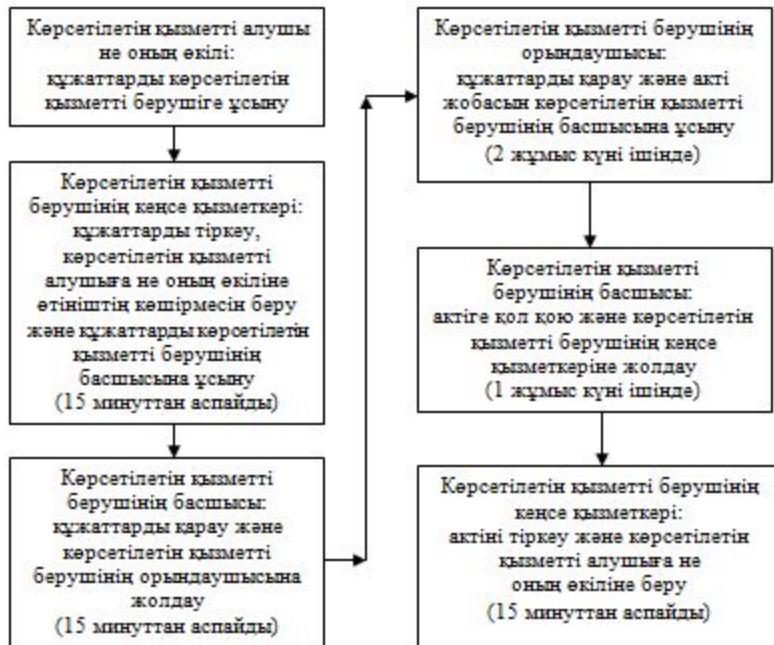 Көрсетілетін қызметті алушы
не оның өкілі:
құжаттарды көрсетілетін
қызметті берушіге ұсыну
Көрсетілетін қызметті
берушінің кеңсе қызметкері:
құжаттарды тіркеу,
көрсетілетін қызметті
алушыға не оның өкіліне
өтініштің көшірмесін беру
және құжаттарды көрсетілетін
қызметті берушінің
басшысына ұсыну
(15 минуттан аспайды)
Көрсетілетін қызметті
берушінің басшысы:
құжаттарды қарау және
көрсетілетін қызметті
берушінің орындаушысына
жолдау
(15 минуттан аспайды)
Көрсетілетін қызметті берушінің
орындаушысы:
құжаттарды қарау және акті
жобасын көрсетілетін қызметті
берушінің басшысына ұсыну
(2 жұмыс күні ішінде)
Көрсетілетін қызметті
берушінің басшысы:
актіге қол қою және көрсетілетін
қызметті берушінің кеңсе
қызметкеріне жолдау
(1 жұмыс күні ішінде)
Көрсетілетін қызметті берушінің
кеңсе қызметкері:
актіні тіркеу және көрсетілетін
қызметті алушыға не
оның өкіліне беру
(15 минуттан аспайды)